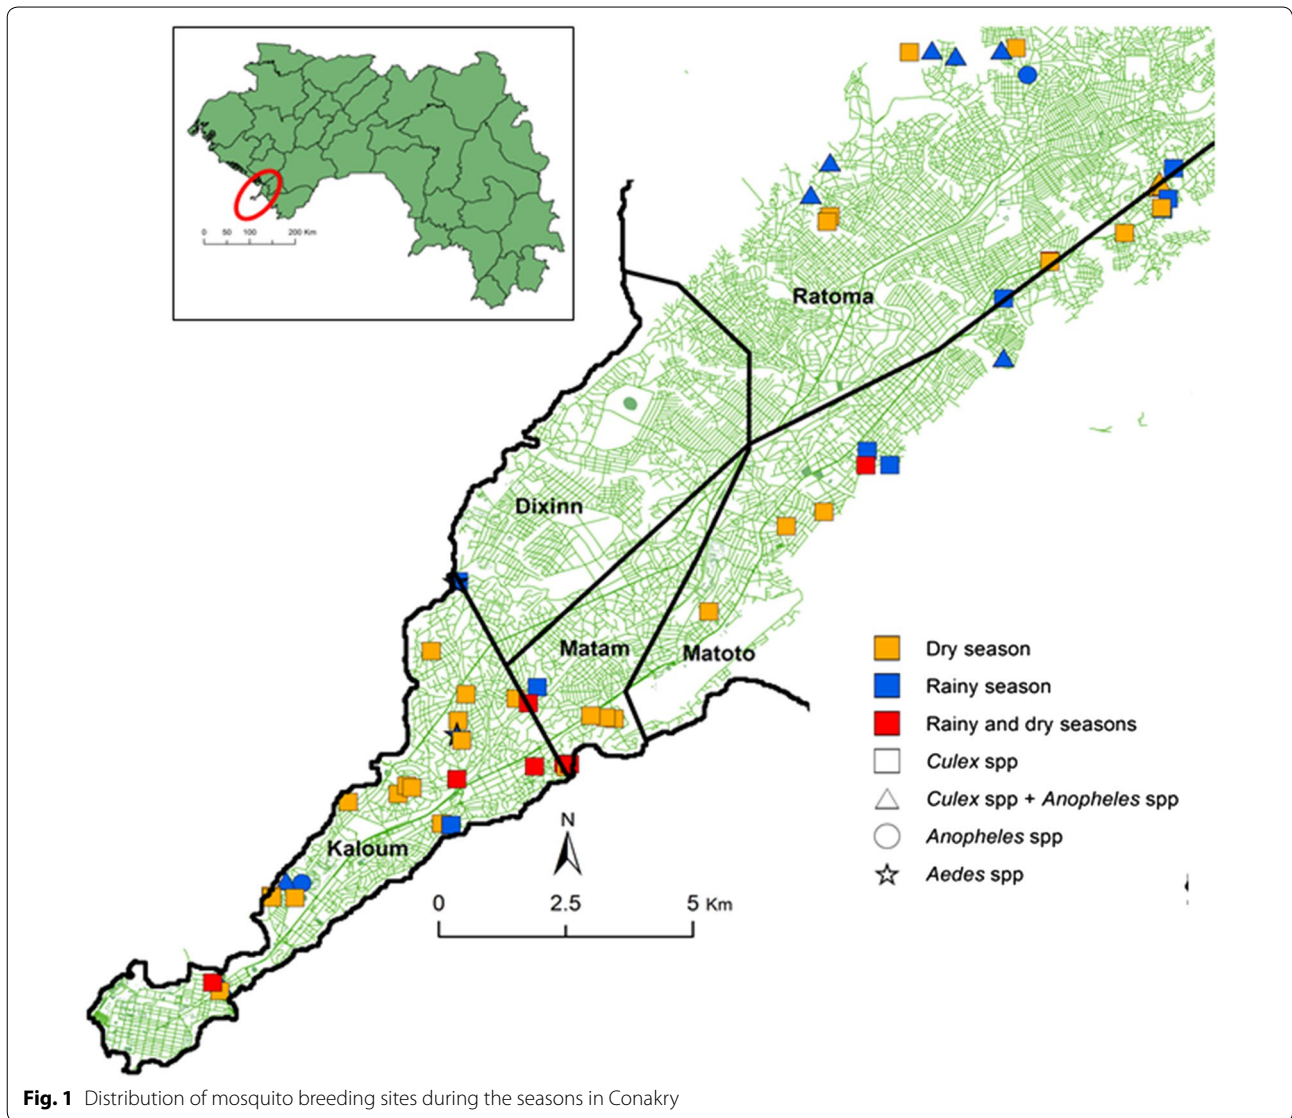 0 50 100 200 Km
Ratoma
Dixinn
Matam
Matoto
Kaloum
Dry season
Rainy season
Rainy and dry seasons
Culex spp
Culex spp + Anopheles spp
Anopheles spp
Aedes spp
N
0 2.5 5 Km
Fig. 1 Distribution of mosquito breeding sites during the seasons in Conakry